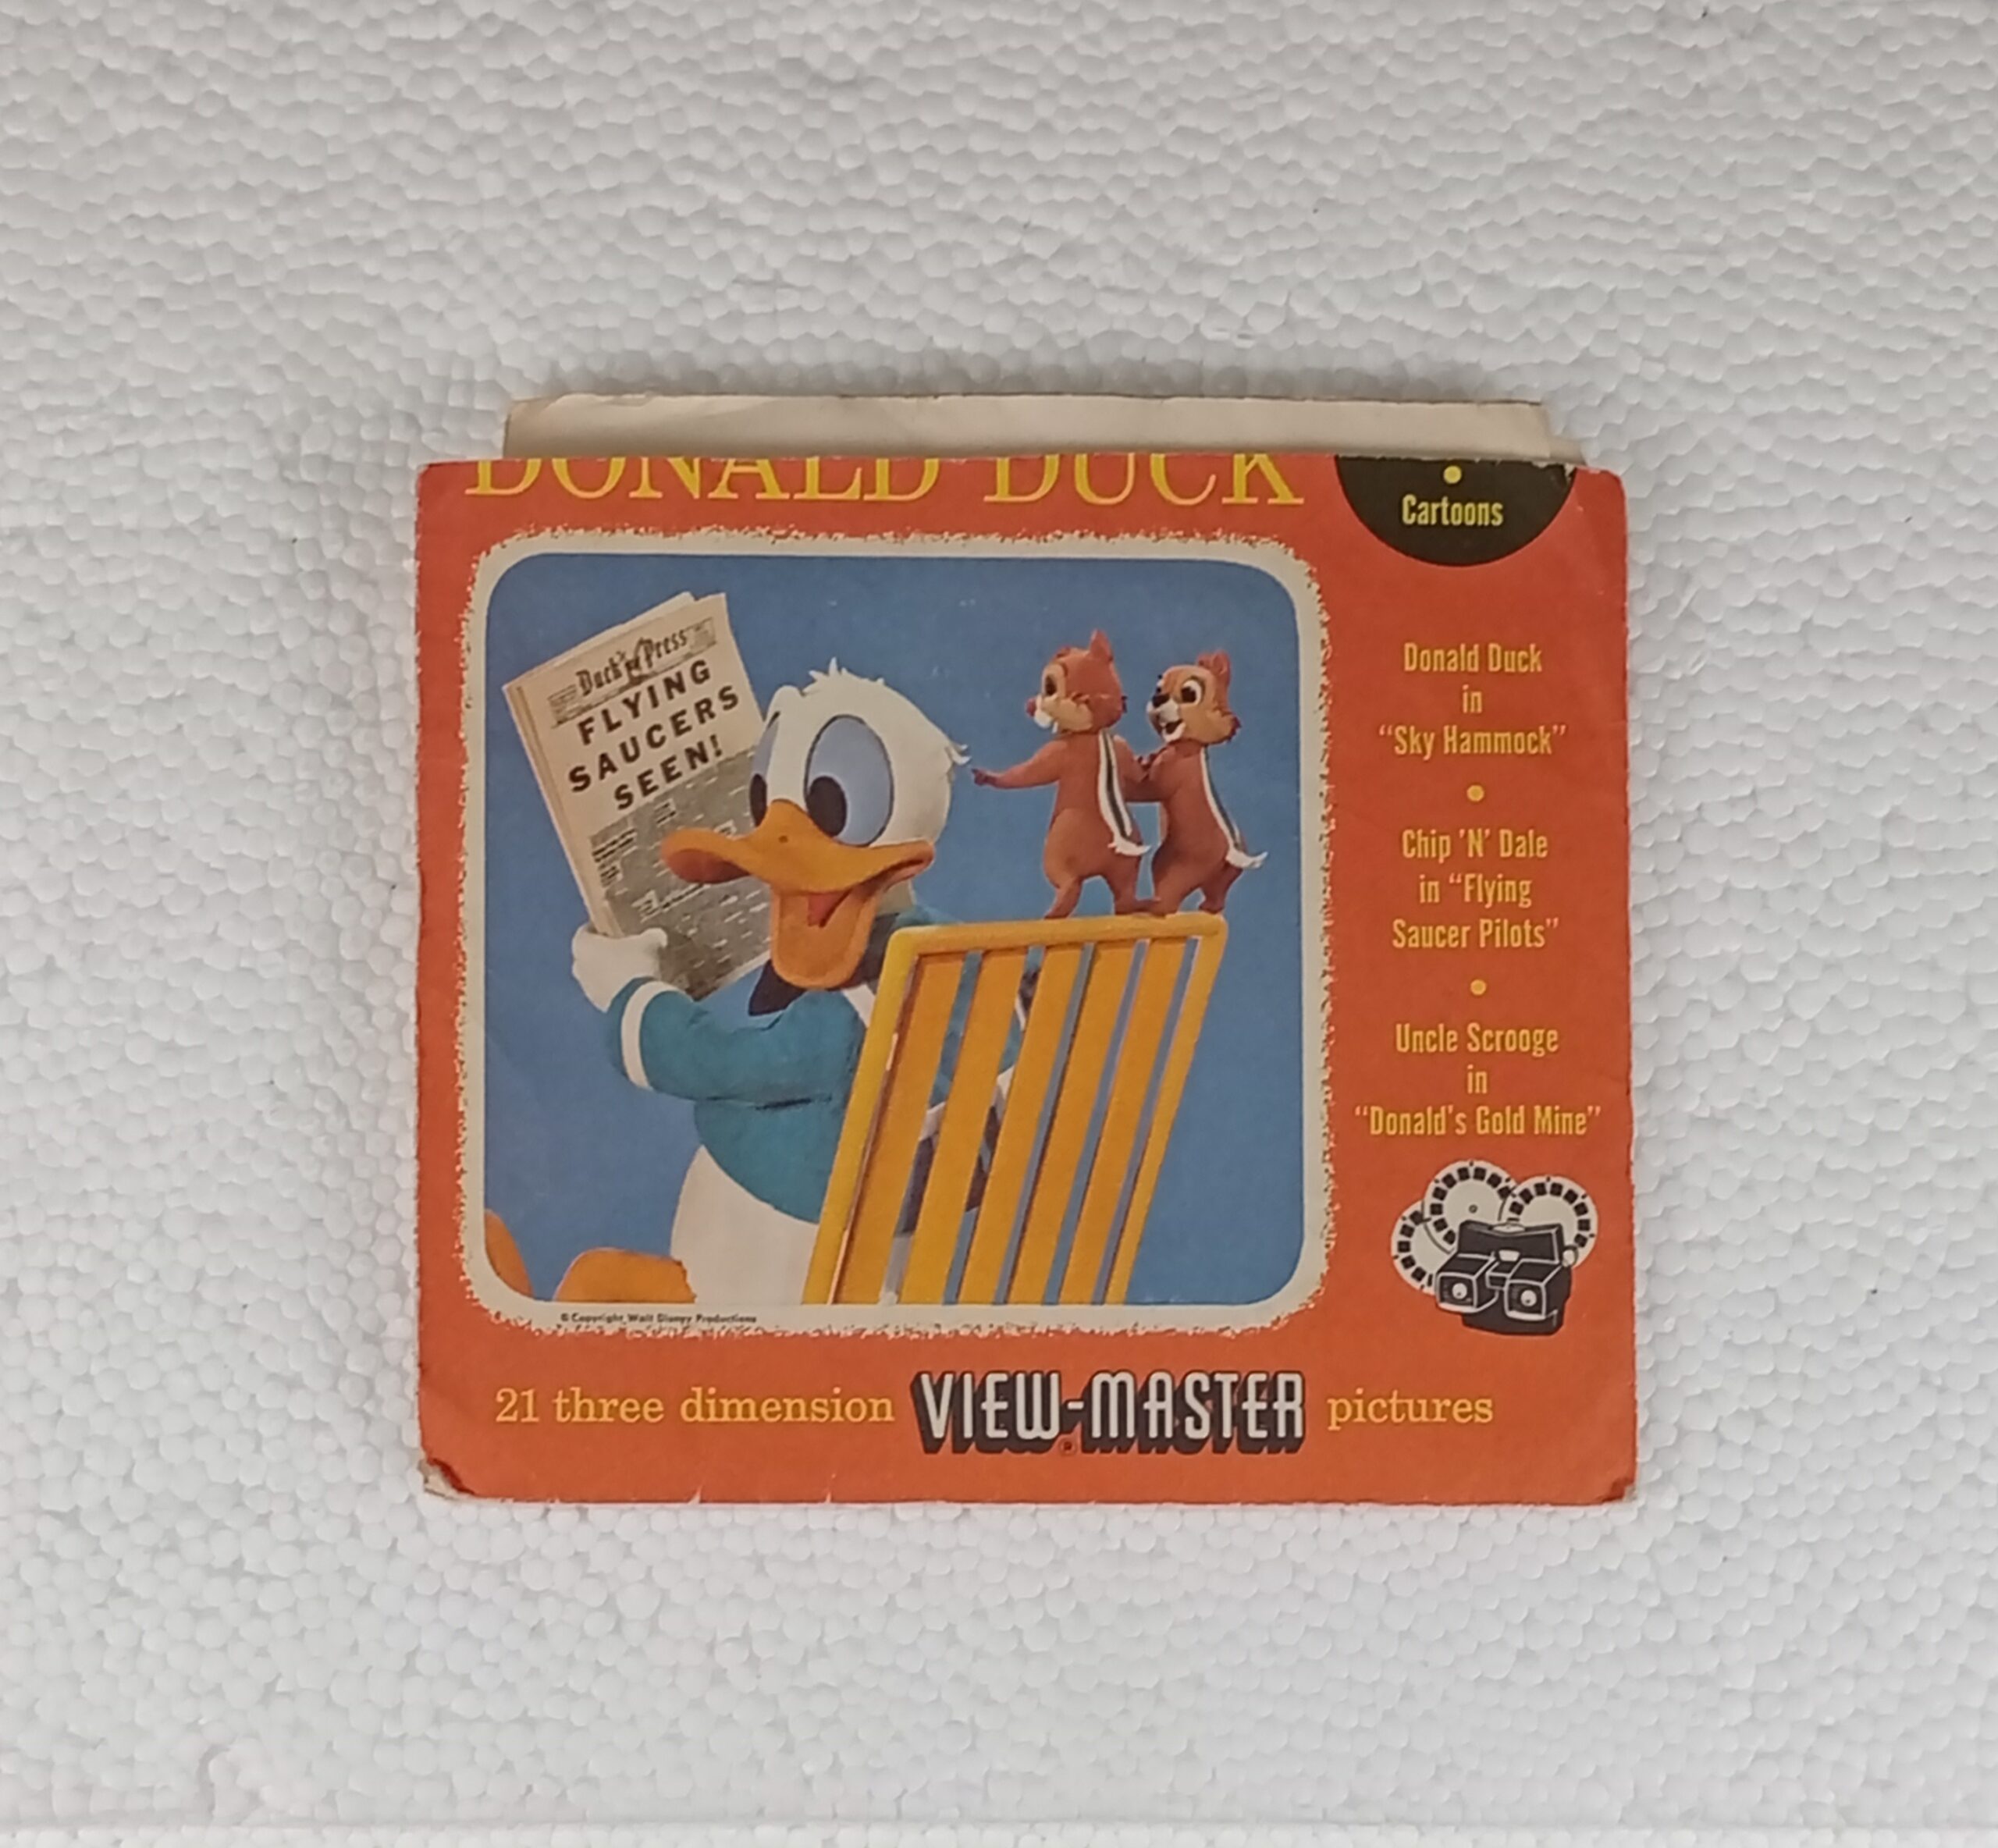 DONALD DUCK
Cartoons
Duck'n Press
FLYING
SAUCERS
SEEN!
Donald Duck
in
“Sky Hammock”
Chip 'N' Dale
in “Flying
Saucer Pilots”
Uncle Scrooge
in
“Donald's Gold Mine”
© Copyright Walt Disney Productions
21 three dimension VIEW-MASTER ® pictures